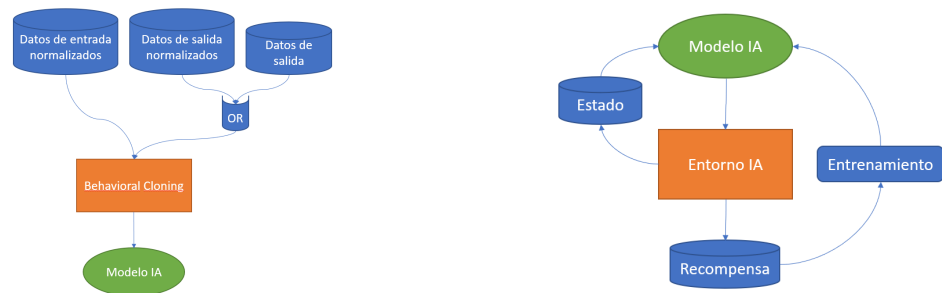 Datos de entrada
normalizados
Datos de salida
normalizados
Datos de
salida
OR
Behavioral Cloning
Modelo IA
Modelo IA
Estado
Entorno IA
Entrenamiento
Recompensa